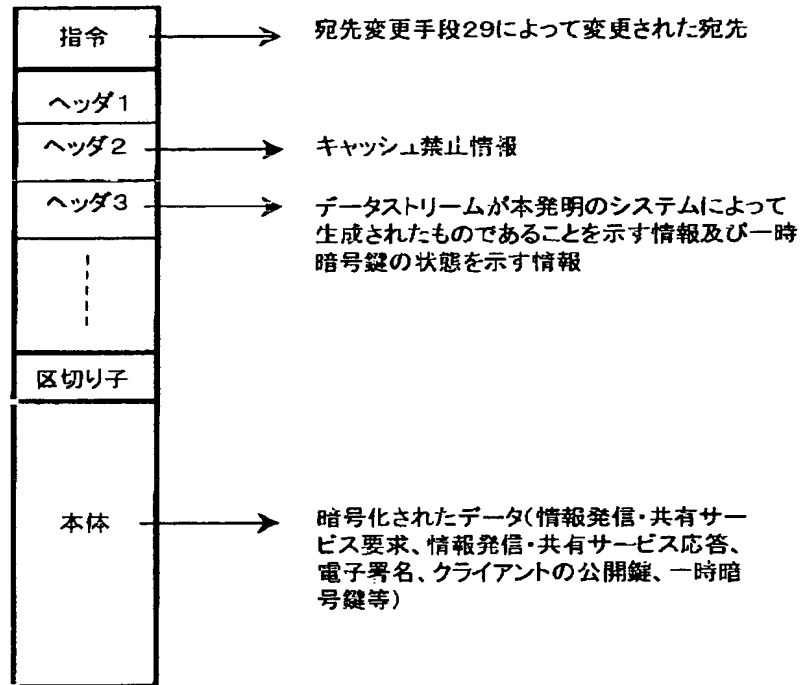 指令
宛先変更手段29によって変更された宛先
ヘッダ1
ヘッダ2
キャッシュ禁止情報
ヘッダ3
データストリームが本発明のシステムによって
生成されたものであることを示す情報及び一時
暗号鍵の状態を示す情報
区切り子
本体
暗号化されたデータ(情報発信・共有サー
ビス要求、情報発信・共有サービス応答、
電子署名、クライアントの公開鍵、一時暗
号鍵等)